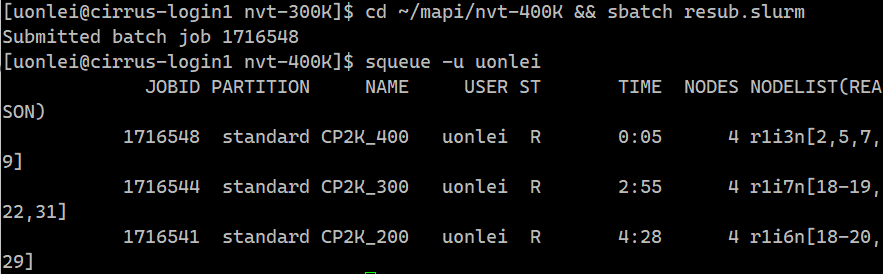 [uonlei@cirrus-login1 nvt-300K]$ cd ~/mapi/nvt-400K && sbatch resub.slurm
Submitted batch job 1716548
[uonlei@cirrus-login1 nvt-400K]$ squeue -u uonlei
JOBID PARTITION NAME USER ST TIME NODES NODELIST(REA
SON)
1716548 standard CP2K_400 uonlei R 0:05 4 r1i3n[2,5,7,
9]
1716544 standard CP2K_300 uonlei R 2:55 4 r1i7n[18-19,
22,31]
1716541 standard CP2K_200 uonlei R 4:28 4 r1i6n[18-20,
29]